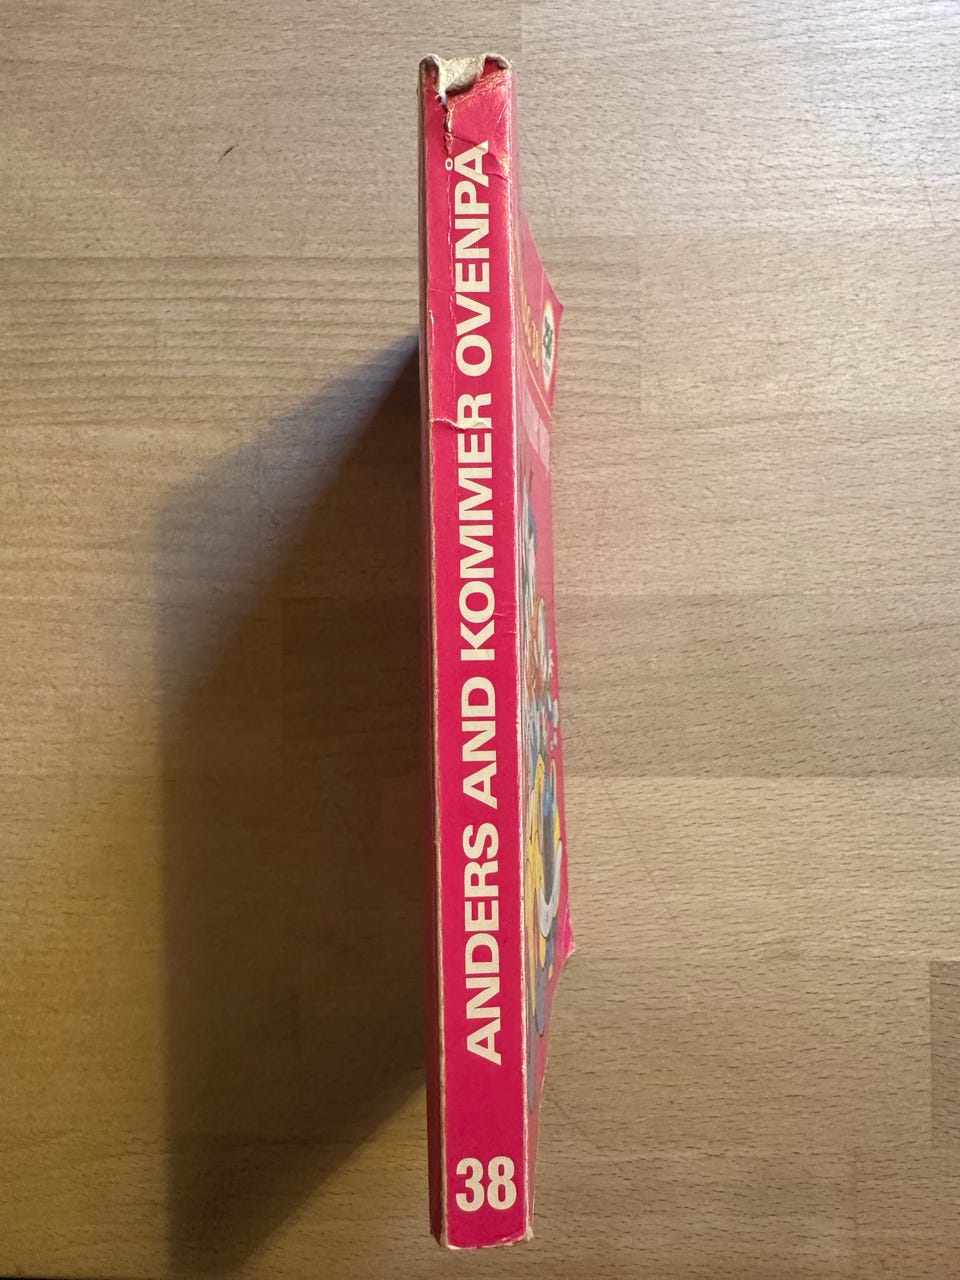 ANDERS AND KOMMER OVENPÅ
38